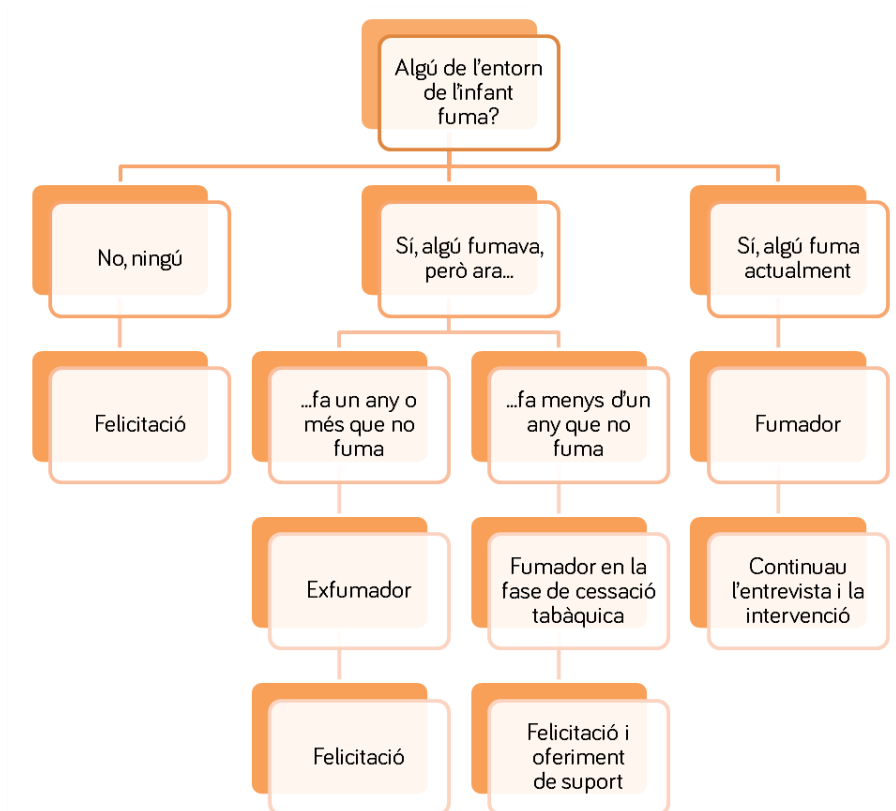 Algú de l'entorn
de l'infant
fuma?
No, ningú
Sí, algú fumava,
però ara...
Sí, algú fuma
actualment
Felicitació
...fa un any o
més que no
fuma
...fa menys d'un
any que no
fuma
Fumador
Exfumador
Fumador en la
fase de cessació
tabàquica
Continuau
l'entrevista i la
intervenció
Felicitació
Felicitació i
oferiment
de suport